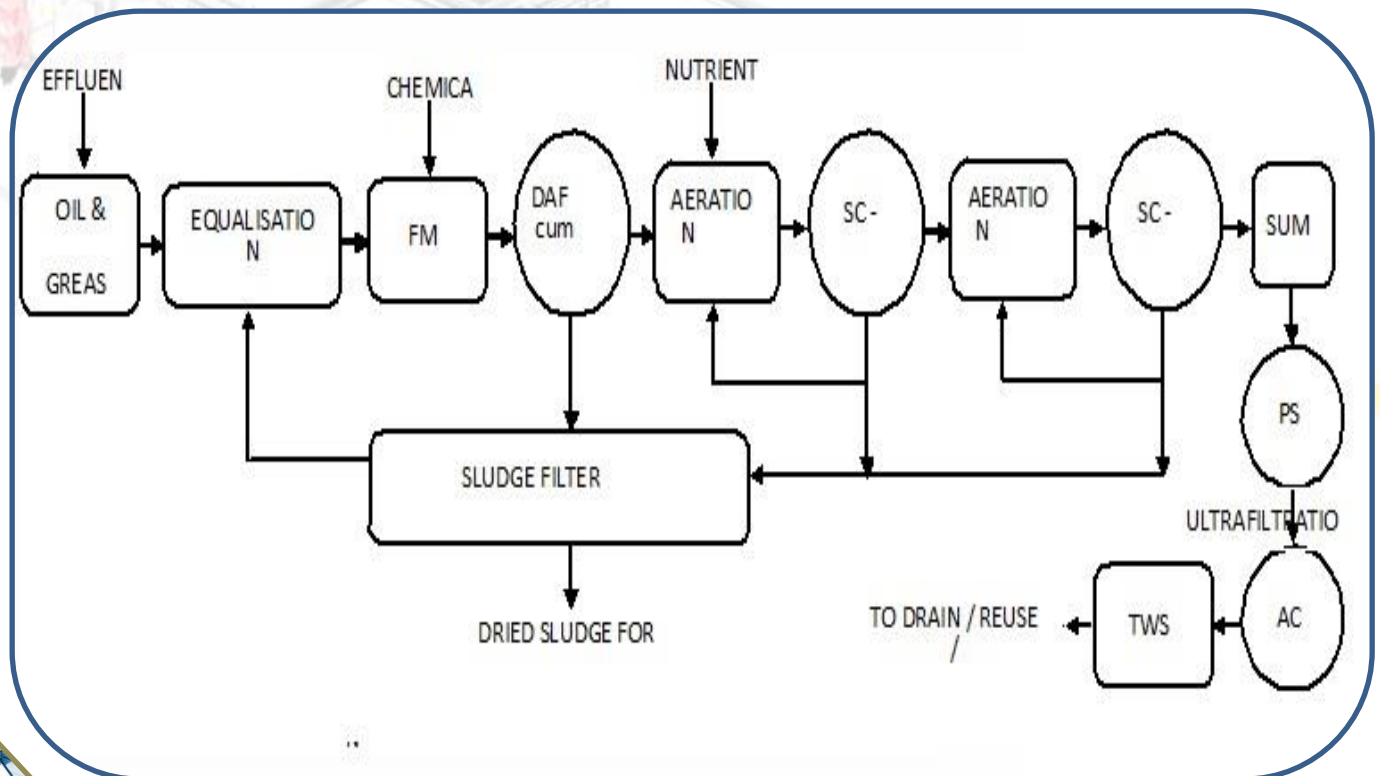 EFFLUEN
CHEMICA
NUTRIENT
OIL &
GREAS
EQUALISATIO
N
FM
DAF
cum
AERATIO
N
SC-
AERATIO
N
SC-
SUM
PS
ULTRAFILTRATIO
AC
TWS
TO DRAIN / REUSE
/
SLUDGE FILTER
DRIED SLUDGE FOR